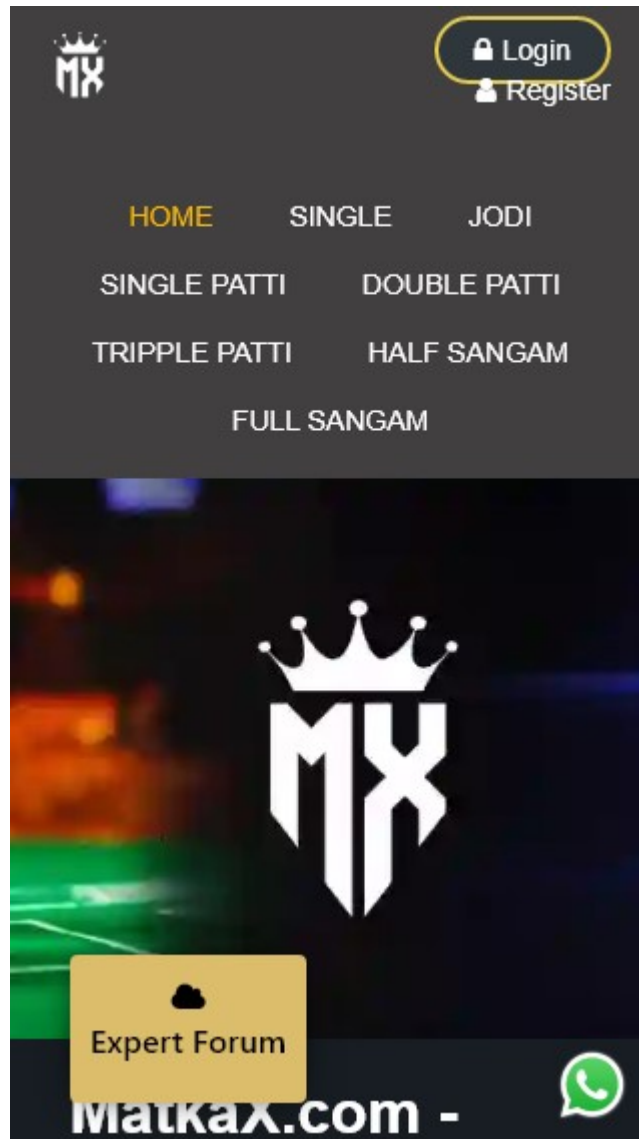 MX
Login
Register
HOME SINGLE JODI
SINGLE PATTI DOUBLE PATTI
TRIPPLE PATTI HALF SANGAM
FULL SANGAM
MX
Expert Forum
MatkaX.com -